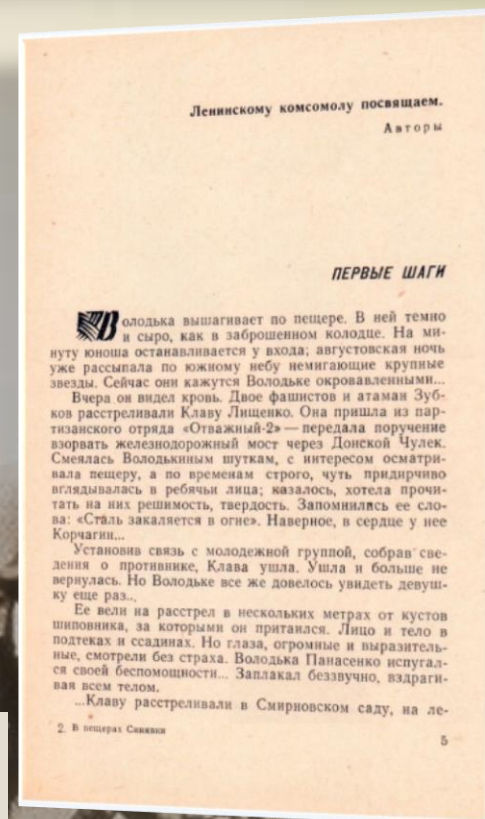 Ленинскому комсомолу посвящаем.
Авторы
ПЕРВЫЕ ШАГИ
Володька вышагивает по пещере. В ней темно
и сыро, как в заброшенном колодце. На ми-
нуту юноша останавливается у входа; августовская ночь
уже рассыпала по южному небу немигающие крупные
звезды. Сейчас они кажутся Володьке окровавленными...
Вчера он видел кровь. Двое фашистов и атаман Зуб-
ков расстреливали Клаву Лищенко. Она пришла из пар-
тизанского отряда «Отважный-2» — передала поручение
взорвать железнодорожный мост через Донской Чулек.
Смеялась Володькиным шуткам, с интересом осматри-
вала пещеру, а по временам строго, чуть придирчиво
вглядывалась в ребячьи лица; казалось, хотела прочи-
тать на них решимость, твердость. Запомнились ее сло-
ва: «Сталь закаляется в огне». Наверное, в сердце у нее
Корчагин...
Установив связь с молодежной группой, собрав све-
дения о противнике, Клава ушла. Ушла и больше не
вернулась. Но Володьке все же довелось увидеть девуш-
ку еще раз...
Ее вели на расстрел в нескольких метрах от кустов
шиповника, за которыми он притаился. Лицо и тело в
подтеках и ссадинах. Но глаза, огромные и выразитель-
ные, смотрели без страха. Володька Панасенко испугал-
ся своей беспомощности... Заплакал беззвучно, вздраги-
вая всем телом.
...Клаву расстреливали в Смирновском саду, на ле-
2. В пещерах Синявки
5